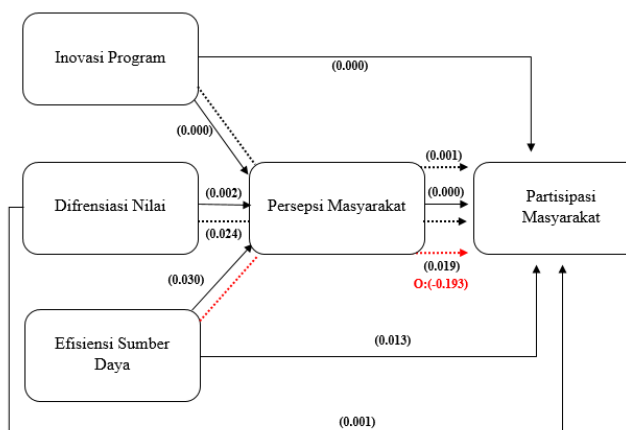 Inovasi Program
(0.000)
(0.000)
(0.001)
Difrensiasi Nilai
(0.002)
Persepsi Masyarakat
(0.000)
Partisipasi
Masyarakat
(0.024)
(0.030)
(0.019)
O:(-0.193)
Efisiensi Sumber
Daya
(0.013)
(0.001)